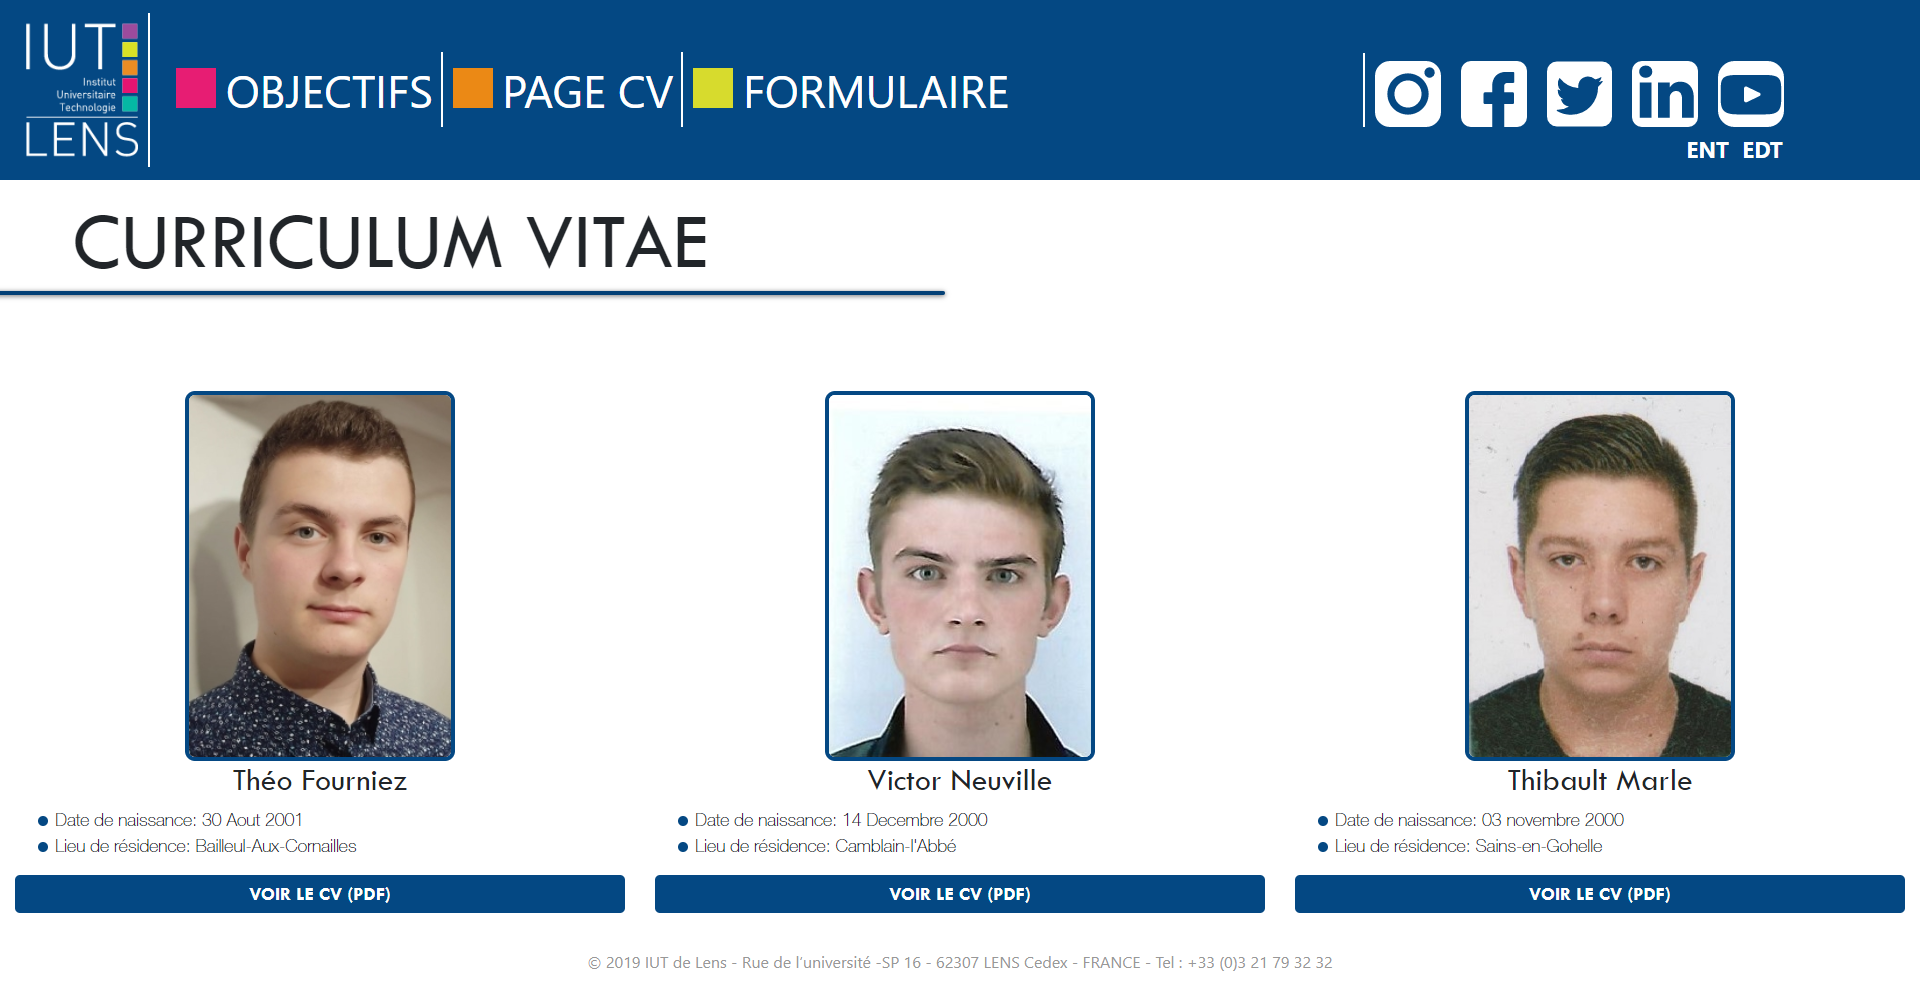 IUT
Institut
Universitaire
Technologie
LENS
OBJECTIFS
PAGE CV
FORMULAIRE
ENT EDT
CURRICULUM VITAE
Théo Fourniez
Date de naissance: 30 Aout 2001
Lieu de résidence: Bailleul-Aux-Cornailles
VOIR LE CV (PDF)
Victor Neuville
Date de naissance: 14 Decembre 2000
Lieu de résidence: Camblain-l'Abbé
VOIR LE CV (PDF)
Thibault Marle
Date de naissance: 03 novembre 2000
Lieu de résidence: Sains-en-Gohelle
VOIR LE CV (PDF)
© 2019 IUT de Lens - Rue de l'université -SP 16 - 62307 LENS Cedex - FRANCE - Tel : +33 (0)3 21 79 32 32